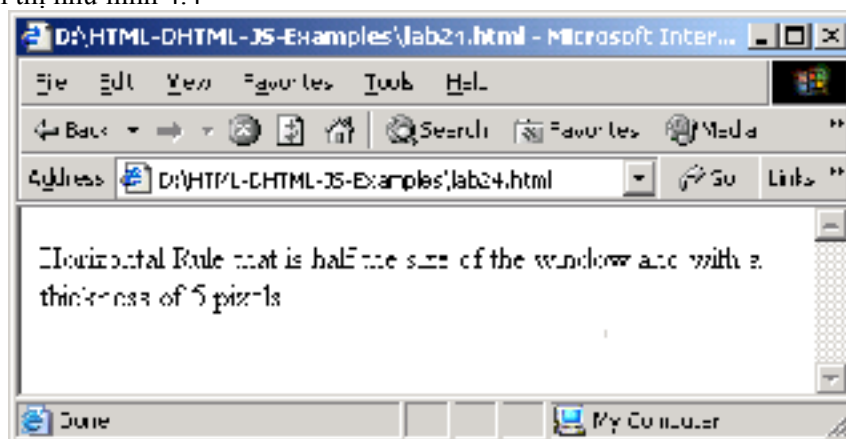 thị như hình 4.4
D:\HTML-DHTML-JS-Examples\lab24.html - Microsoft Inter...
File Edit View Favorites Tools Help
Back Search Favorites Media »
Address D:\HTML-DHTML-JS-Examples\lab24.html Go Links »
Horizontal Rule that is half the size of the window and with a
thickness of 5 pixels
Done My Computer